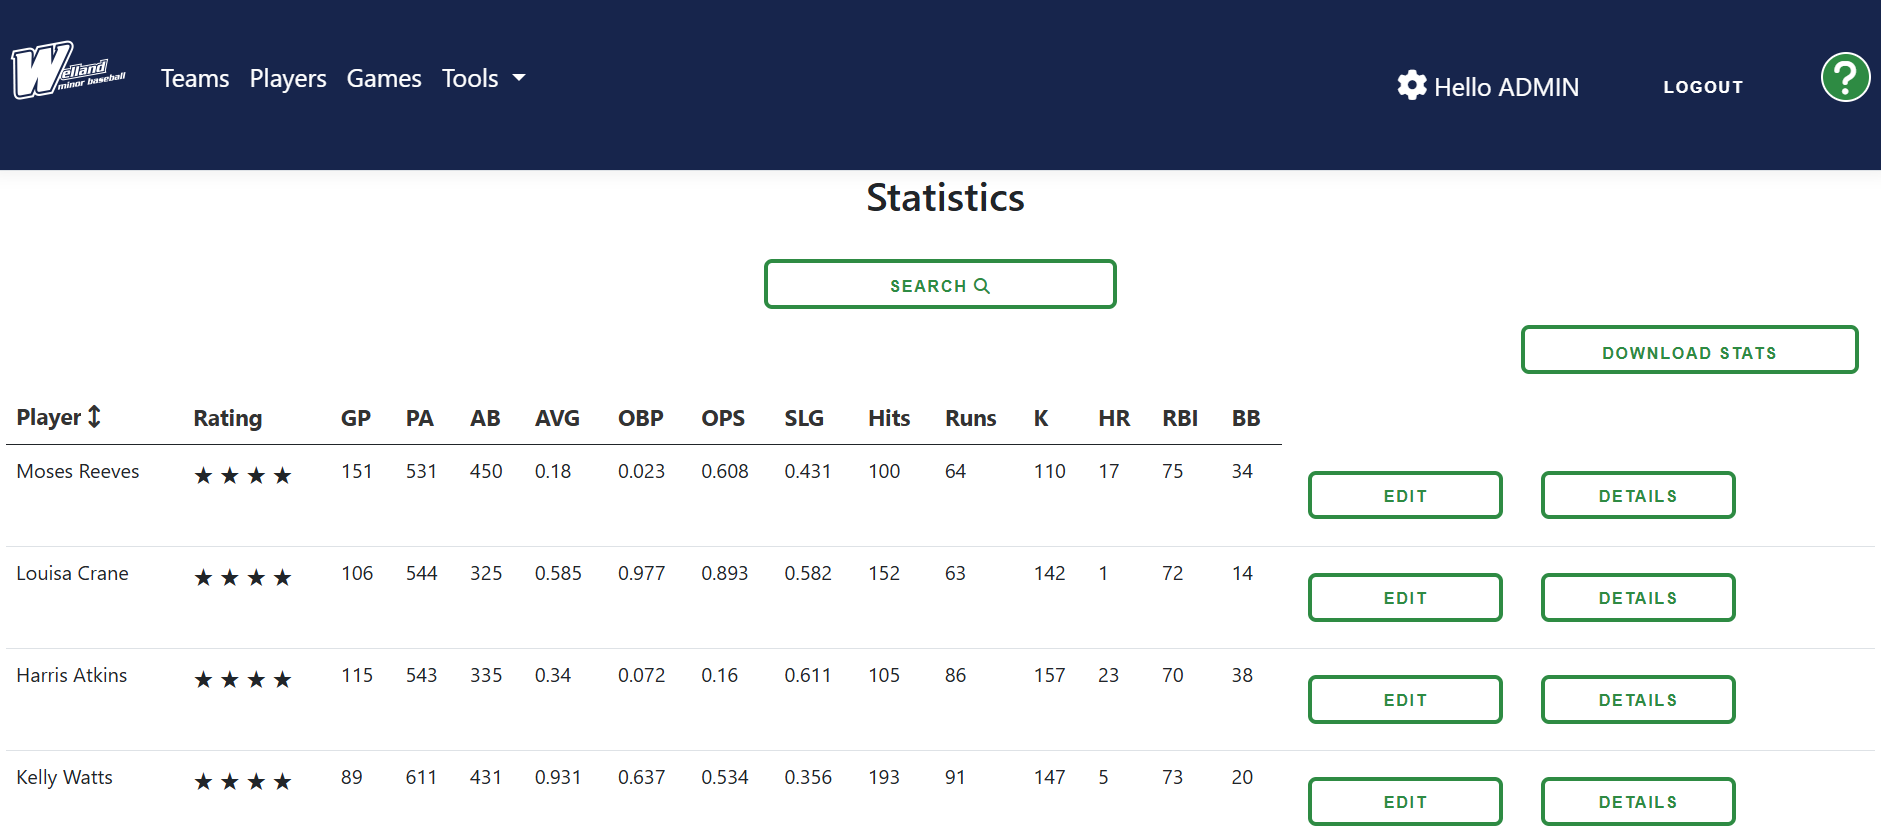 Welland
minor baseball
Teams Players Games Tools
Hello ADMIN
LOGOUT
?
Statistics
SEARCH
DOWNLOAD STATS
Player Rating GP PA AB AVG OBP OPS SLG Hits Runs K HR RBI BB
Moses Reeves ★ ★ ★ ★ 151 531 450 0.18 0.023 0.608 0.431 100 64 110 17 75 34 EDIT DETAILS
Louisa Crane ★ ★ ★ ★ 106 544 325 0.585 0.977 0.893 0.582 152 63 142 1 72 14 EDIT DETAILS
Harris Atkins ★ ★ ★ ★ 115 543 335 0.34 0.072 0.16 0.611 105 86 157 23 70 38 EDIT DETAILS
Kelly Watts ★ ★ ★ ★ 89 611 431 0.931 0.637 0.534 0.356 193 91 147 5 73 20 EDIT DETAILS